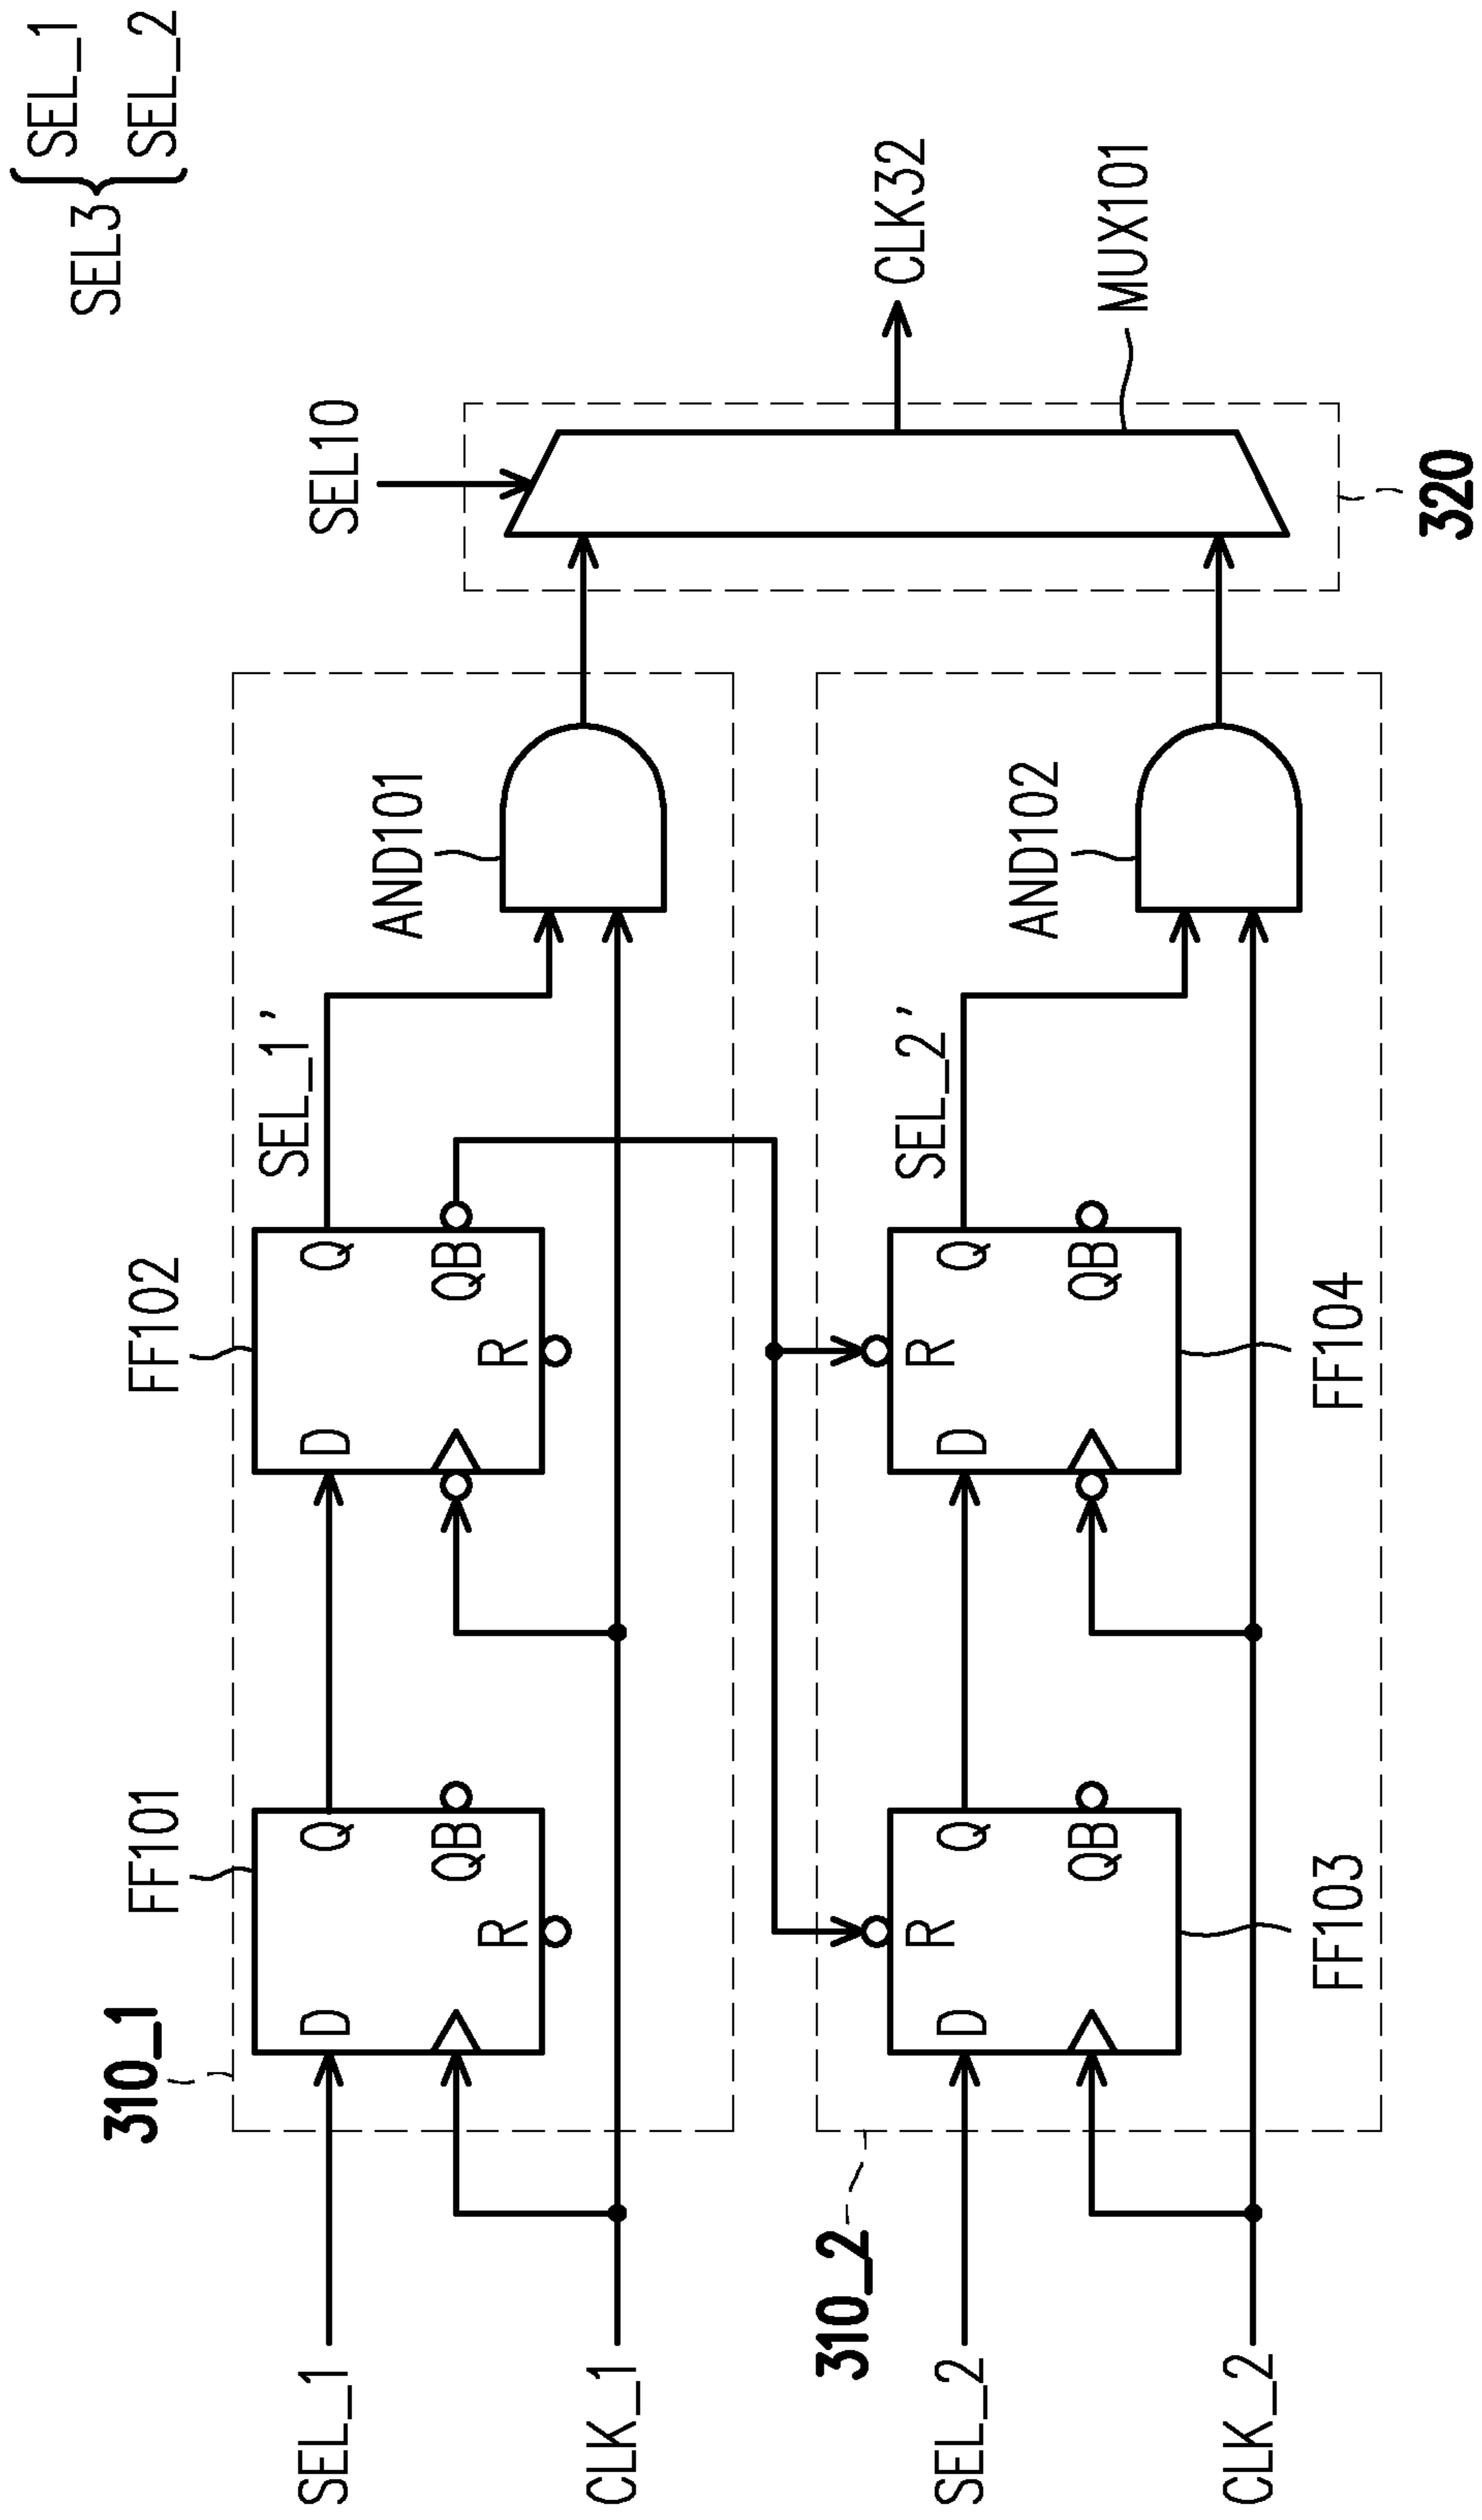 SEL3
SEL_1
SEL_2
310_1
FF101
FF102
SEL_1'
AND101
SEL10
SEL_1
D
Q
D
Q
QB
QB
R
R
CLK_1
CLK32
310_2
SEL_2'
AND102
MUX101
SEL_2
R
R
D
Q
D
Q
QB
QB
CLK_2
FF103
FF104
320